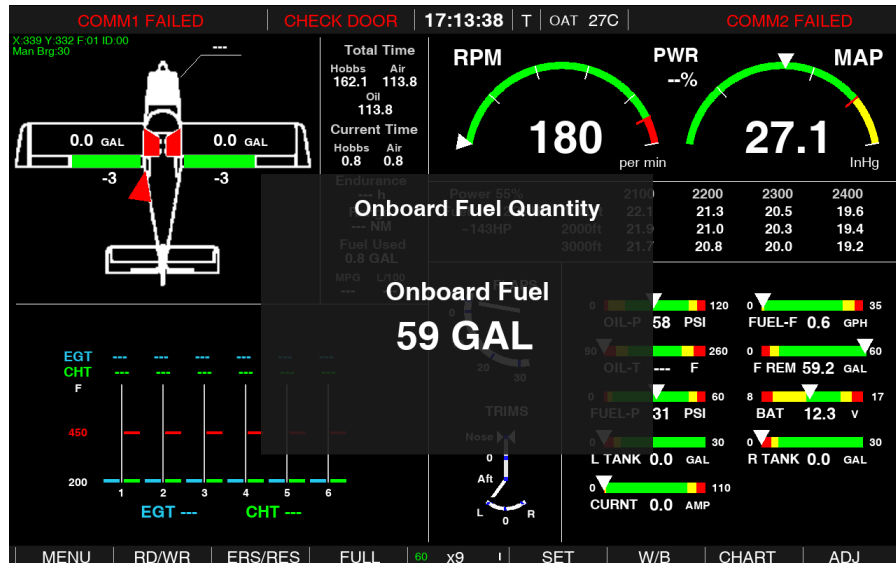 COMM1 FAILED CHECK DOOR 17:13:38 T OAT 27C COMM2 FAILED
X:339 Y:332 F:01 ID:00
Man Brg:30
---
0.0 GAL 0.0 GAL
-3 -3
Total Time
Hobbs Air
162.1 113.8
Oil
113.8
Current Time
Hobbs Air
0.8 0.8
Endurance
--- h
--- NM
Fuel Used
0.8 GAL
MPG L/100
RPM
180
per min
PWR
--%
MAP
27.1
InHg
Power 55% 2100 2200 2300 2400
22.1 21.3 20.5 19.6
~143HP 2000ft 21.9 21.0 20.3 19.4
3000ft 21.7 20.8 20.0 19.2
Onboard Fuel Quantity
Onboard Fuel
59 GAL
20
30
TRIMS
Nose
0
Aft
L 0 R
EGT --- --- --- --- --- ---
CHT --- --- --- --- --- ---
F
450
200
1 2 3 4 5 6
EGT --- CHT ---
0 120
OIL-P 58 PSI
0 35
FUEL-F 0.6 GPH
90 260
OIL-T --- F
0 60
F REM 59.2 GAL
0 60
FUEL-P 31 PSI
8 17
BAT 12.3 V
0 30
L TANK 0.0 GAL
0 30
R TANK 0.0 GAL
0 110
CURNT 0.0 AMP
MENU RD/WR ERS/RES FULL 60 x9 I SET W/B CHART ADJ